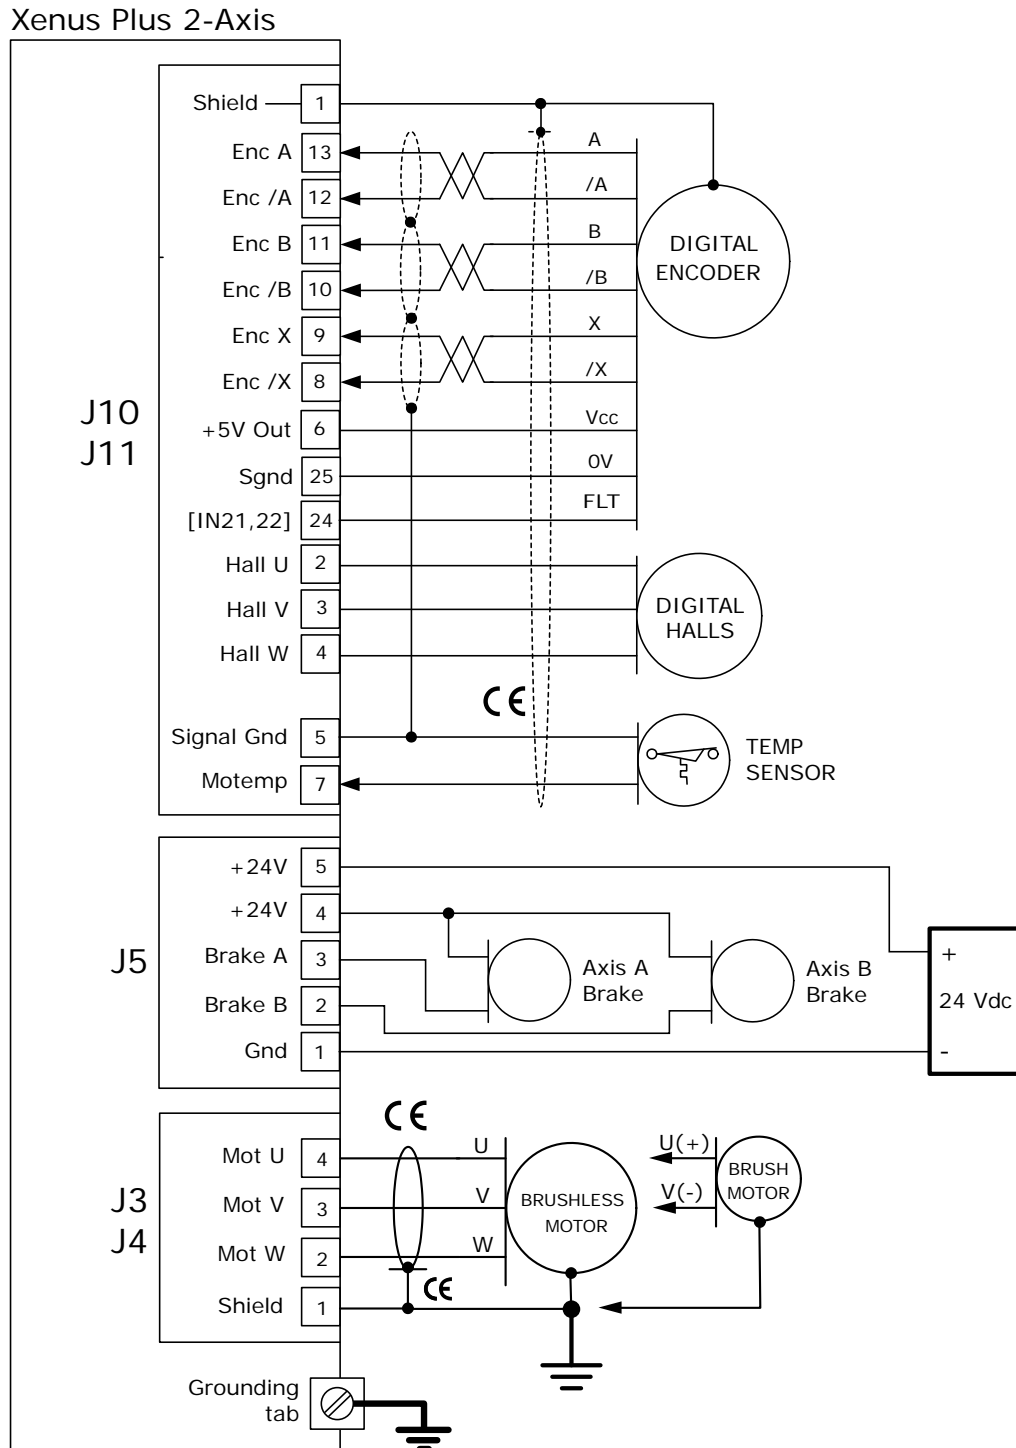 Xenus Plus 2-Axis
J10
J11
Shield 1
Enc A 13 A
Enc /A 12 /A
Enc B 11 B
Enc /B 10 /B
Enc X 9 X
Enc /X 8 /X
+5V Out 6 Vcc
Sgnd 25 0V
[IN21,22] 24 FLT
DIGITAL
ENCODER
Hall U 2
Hall V 3
Hall W 4
DIGITAL
HALLS
CE
Signal Gnd 5
Motemp 7
TEMP
SENSOR
J5
+24V 5
+24V 4
Brake A 3
Brake B 2
Gnd 1
Axis A
Brake
Axis B
Brake
+
24 Vdc
-
J3
J4
CE
Mot U 4 U
Mot V 3 V
Mot W 2 W
Shield 1
CE
BRUSHLESS
MOTOR
U(+)
V(-)
BRUSH
MOTOR
Grounding
tab